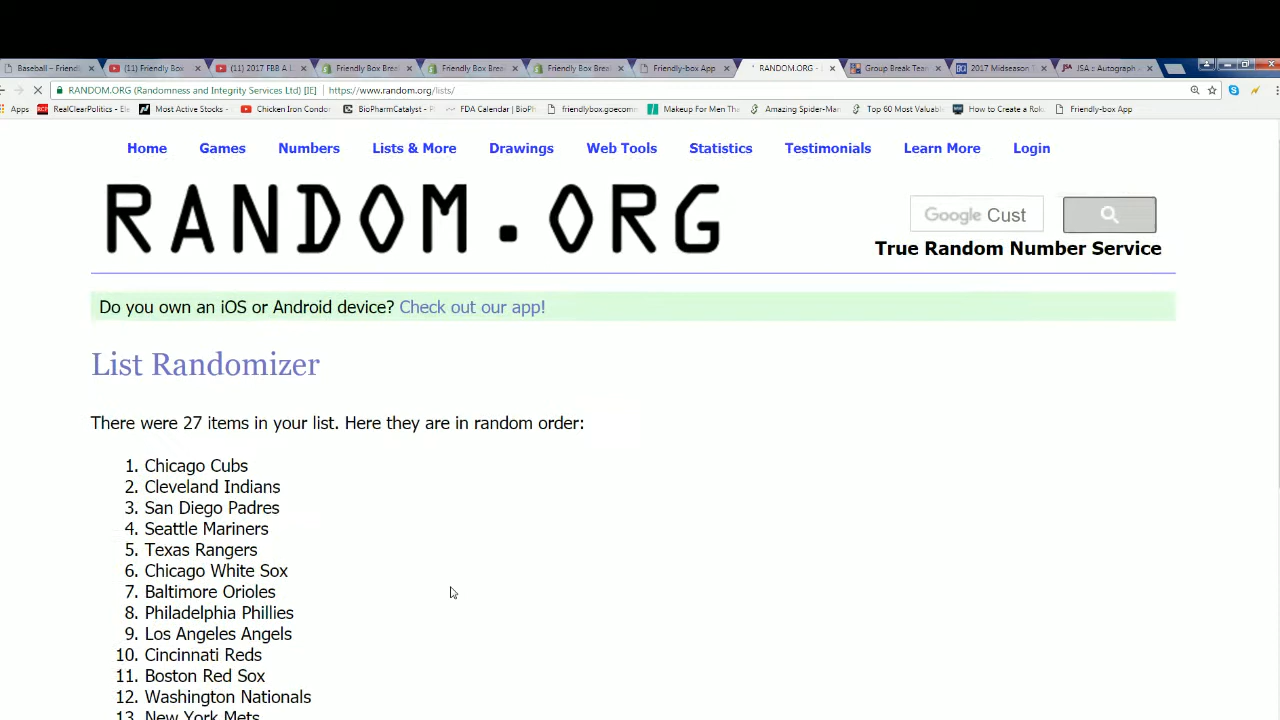 Baseball – Friendl
(11) Friendly Box
(11) 2017 FBB A L
Friendly Box Bre
Friendly Box Brea
Friendly Box Brea
Friendly-box App
RANDOM.ORG - L
Group Break Team
2017 Midseason T
JSA :: Autograph
RANDOM.ORG (Randomness and Integrity Services Ltd) [IE] https://www.random.org/lists/
Apps
RealClearPolitics - Ele
Most Active Stocks -
Chicken Iron Condor
BioPharmCatalyst - P
FDA Calendar | BioP
friendlybox.goecomm
Makeup For Men Tha
Amazing Spider-Mar
Top 60 Most Valuabl
How to Create a Roku
Friendly-box App
Home Games Numbers Lists & More Drawings Web Tools Statistics Testimonials Learn More Login
RANDOM.ORG
Google Cust
True Random Number Service
Do you own an iOS or Android device? Check out our app!
List Randomizer
There were 27 items in your list. Here they are in random order:
1. Chicago Cubs
2. Cleveland Indians
3. San Diego Padres
4. Seattle Mariners
5. Texas Rangers
6. Chicago White Sox
7. Baltimore Orioles
8. Philadelphia Phillies
9. Los Angeles Angels
10. Cincinnati Reds
11. Boston Red Sox
12. Washington Nationals
13. New York Mets